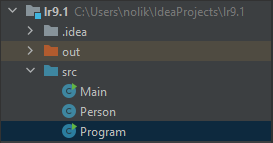 lr9.1 C:\Users\nolik\IdeaProjects\lr9.1
.idea
out
src
Main
Person
Program